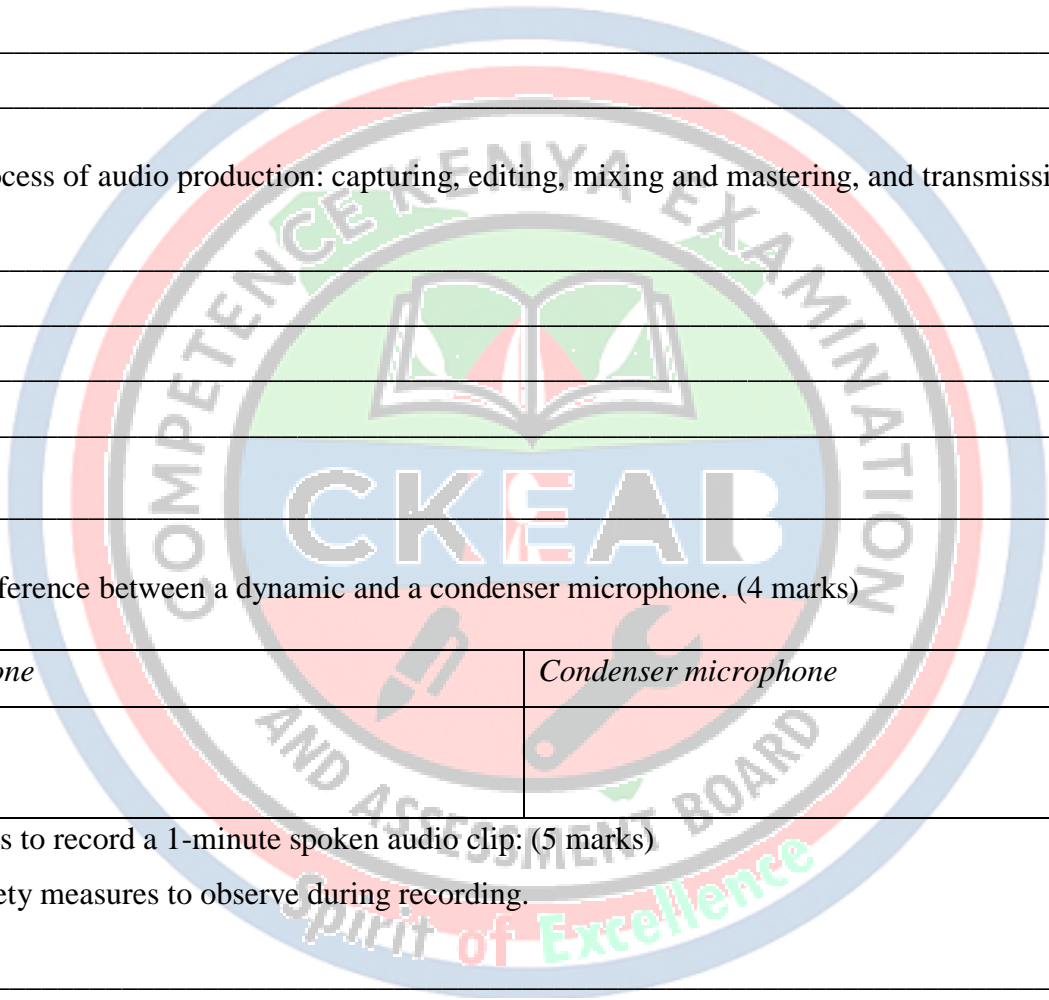 ocess of audio production: capturing, editing, mixing and mastering, and transmissi
COMPETENCE KENYA EXAMINATION
CKEAB
fference between a dynamic and a condenser microphone. (4 marks)
one Condenser microphone
AND ASSESSMENT BOARD
s to record a 1-minute spoken audio clip: (5 marks)
ety measures to observe during recording.
Spirit of Excellence